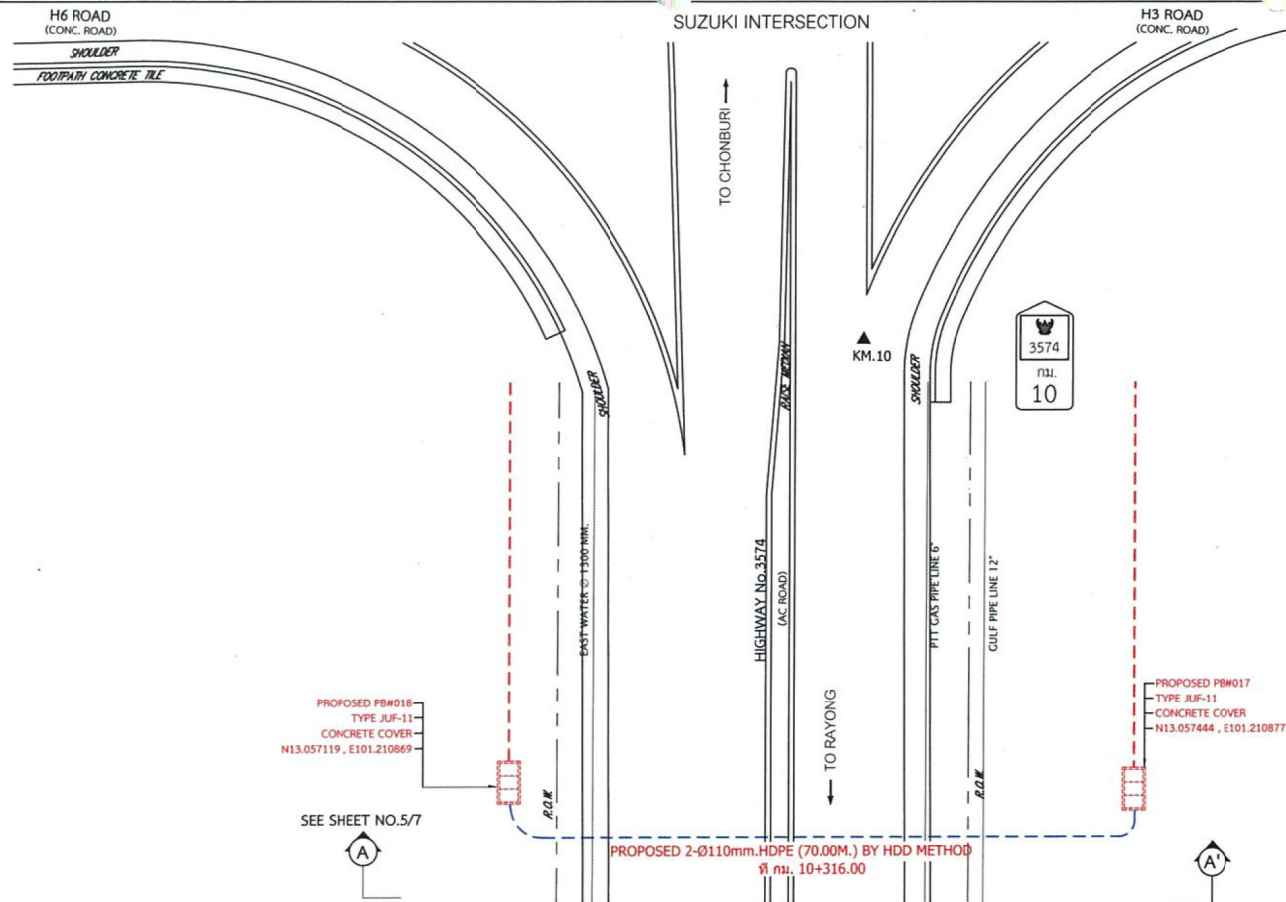 H6 ROAD
(CONC. ROAD)
SHOULDER
FOOTPATH CONCRETE TILE
SUZUKI INTERSECTION
H3 ROAD
(CONC. ROAD)
TO CHONBURI
KM.10
3574
กม.
10
SHOULDER
RAISE MEDIAN
SHOULDER
EAST WATER Ø 1300 MM.
HIGHWAY No.3574
(AC ROAD)
PTT GAS PIPE LINE 6"
GULF PIPE LINE 12"
PROPOSED PB#018
TYPE JUF-11
CONCRETE COVER
N13.057119 , E101.210869
PROPOSED PB#017
TYPE JUF-11
CONCRETE COVER
N13.057444 , E101.210877
R.O.W.
TO RAYONG
R.O.W.
SEE SHEET NO.5/7
A
PROPOSED 2-Ø110mm.HDPE (70.00M.) BY HDD METHOD
ที่ กม. 10+316.00
A'